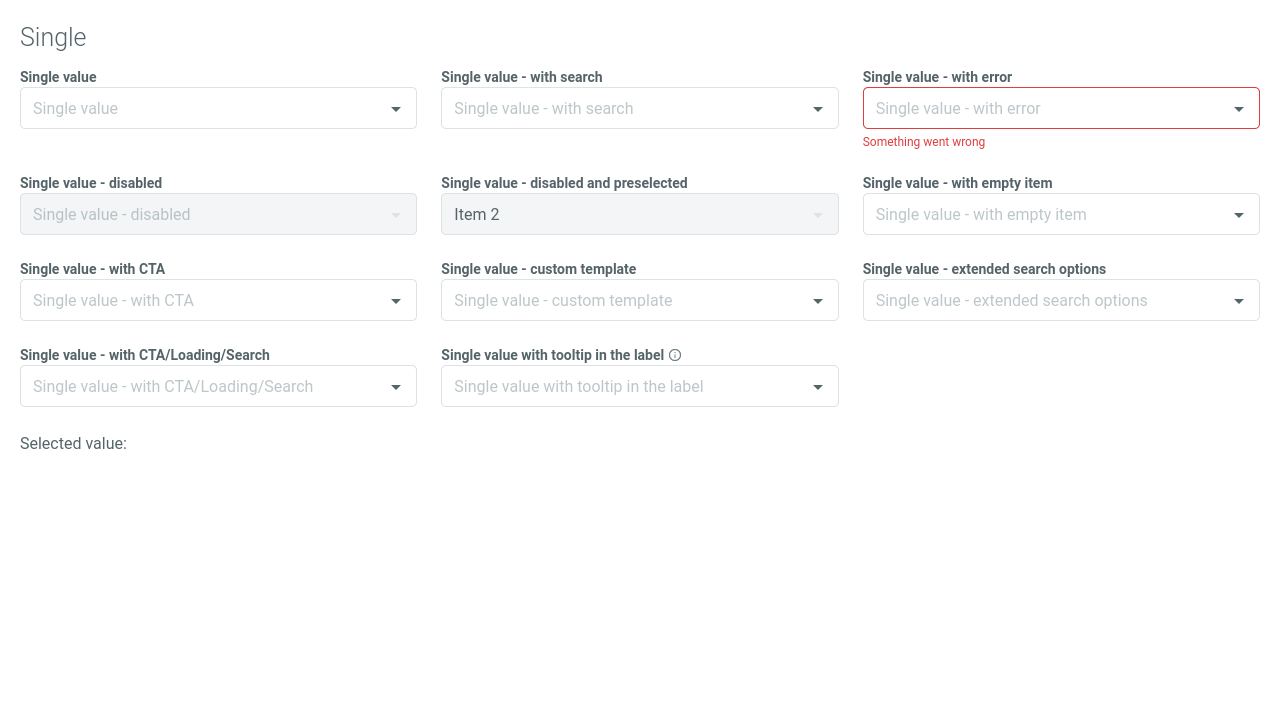 Single
Single value
Single value
Single value - with search
Single value - with search
Single value - with error
Single value - with error
Something went wrong
Single value - disabled
Single value - disabled
Single value - disabled and preselected
Item 2
Single value - with empty item
Single value - with empty item
Single value - with CTA
Single value - with CTA
Single value - custom template
Single value - custom template
Single value - extended search options
Single value - extended search options
Single value - with CTA/Loading/Search
Single value - with CTA/Loading/Search
Single value with tooltip in the label
Single value with tooltip in the label
Selected value: